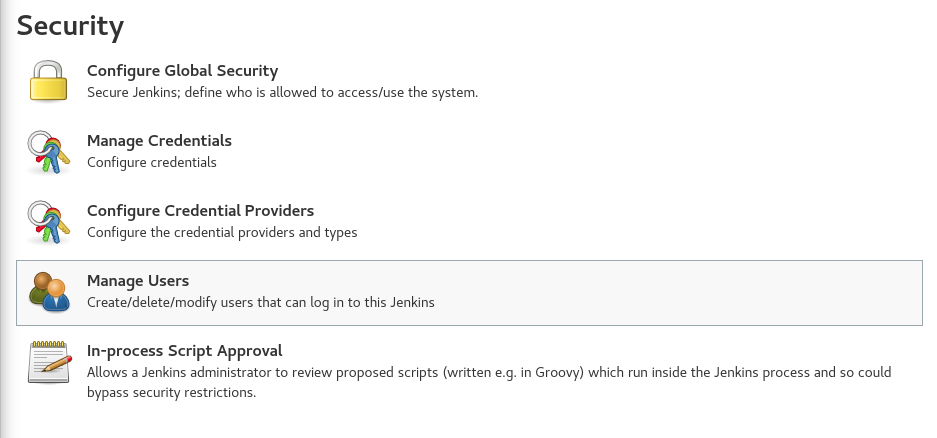 Security
Configure Global Security
Secure Jenkins; define who is allowed to access/use the system.
Manage Credentials
Configure credentials
Configure Credential Providers
Configure the credential providers and types
Manage Users
Create/delete/modify users that can log in to this Jenkins
In-process Script Approval
Allows a Jenkins administrator to review proposed scripts (written e.g. in Groovy) which run inside the Jenkins process and so could
bypass security restrictions.